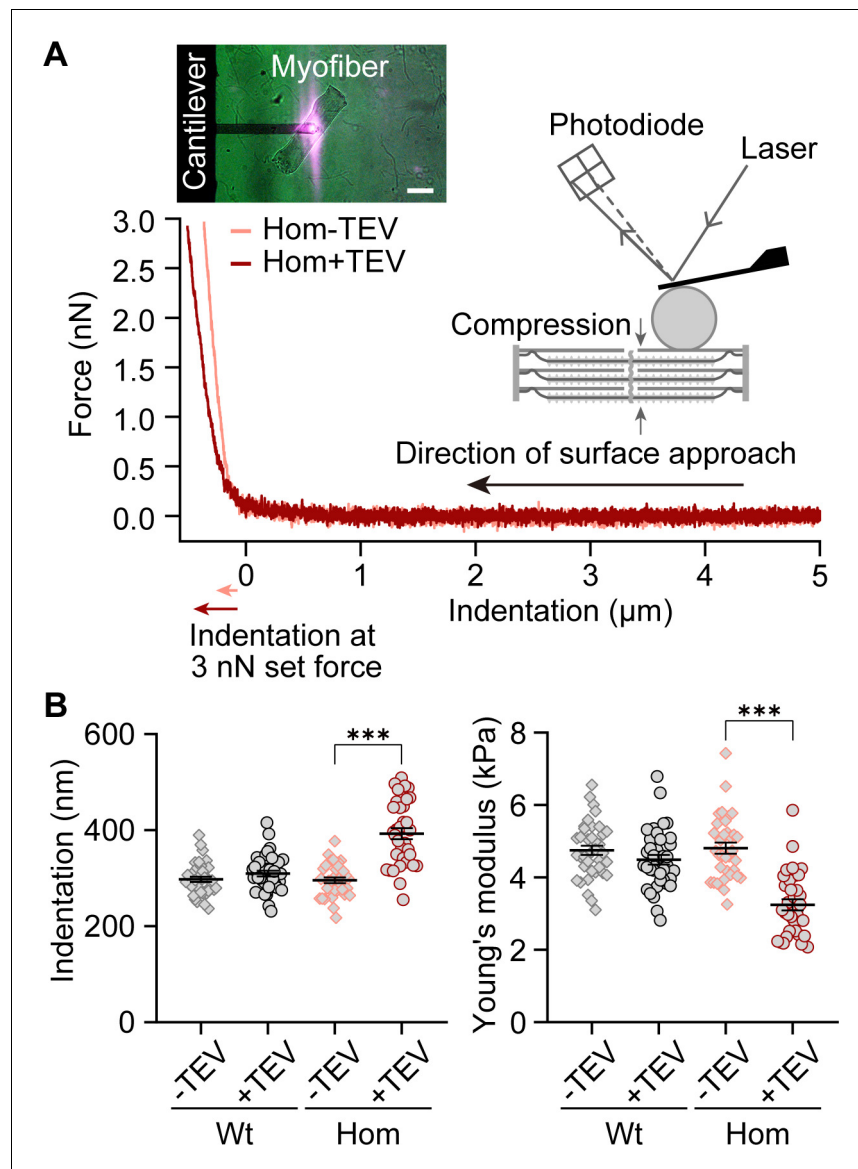 A
Cantilever
Myofiber
Photodiode
Laser
Hom-TEV
Hom+TEV
Compression
Direction of surface approach
Force (nN)
3.0
2.5
2.0
1.5
1.0
0.5
0.0
0 1 2 3 4 5
Indentation (µm)
Indentation at
3 nN set force
B
Indentation (nm)
600
400
200
0
***
-TEV +TEV -TEV +TEV
Wt Hom
Young's modulus (kPa)
8
6
4
2
0
***
-TEV +TEV -TEV +TEV
Wt Hom